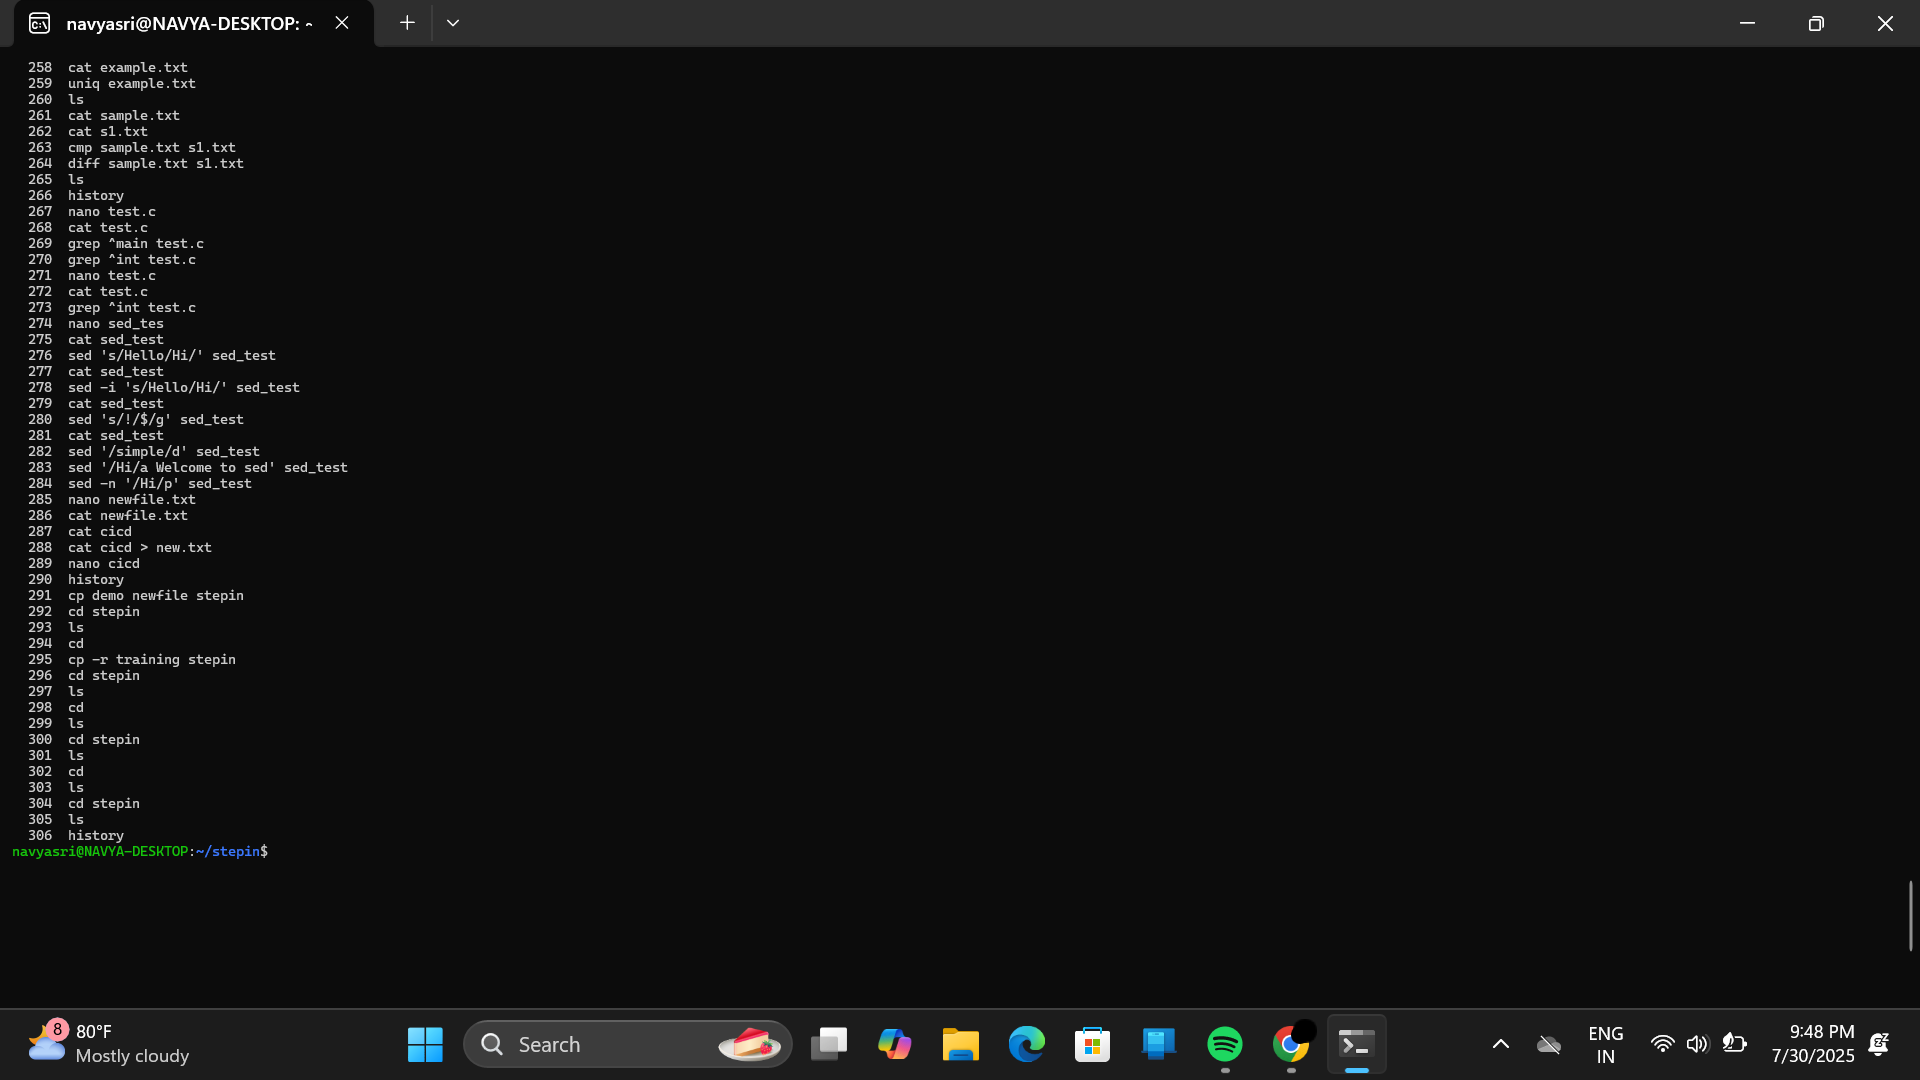 navyasri@NAVYA-DESKTOP: ~
258 cat example.txt
259 uniq example.txt
260 ls
261 cat sample.txt
262 cat s1.txt
263 cmp sample.txt s1.txt
264 diff sample.txt s1.txt
265 ls
266 history
267 nano test.c
268 cat test.c
269 grep ^main test.c
270 grep ^int test.c
271 nano test.c
272 cat test.c
273 grep ^int test.c
274 nano sed_tes
275 cat sed_test
276 sed 's/Hello/Hi/' sed_test
277 cat sed_test
278 sed -i 's/Hello/Hi/' sed_test
279 cat sed_test
280 sed 's/!/$/g' sed_test
281 cat sed_test
282 sed '/simple/d' sed_test
283 sed '/Hi/a Welcome to sed' sed_test
284 sed -n '/Hi/p' sed_test
285 nano newfile.txt
286 cat newfile.txt
287 cat cicd
288 cat cicd > new.txt
289 nano cicd
290 history
291 cp demo newfile stepin
292 cd stepin
293 ls
294 cd
295 cp -r training stepin
296 cd stepin
297 ls
298 cd
299 ls
300 cd stepin
301 ls
302 cd
303 ls
304 cd stepin
305 ls
306 history
navyasri@NAVYA-DESKTOP:~/stepin$
8
80°F
Mostly cloudy
Search
ENG
IN
9:48 PM
7/30/2025